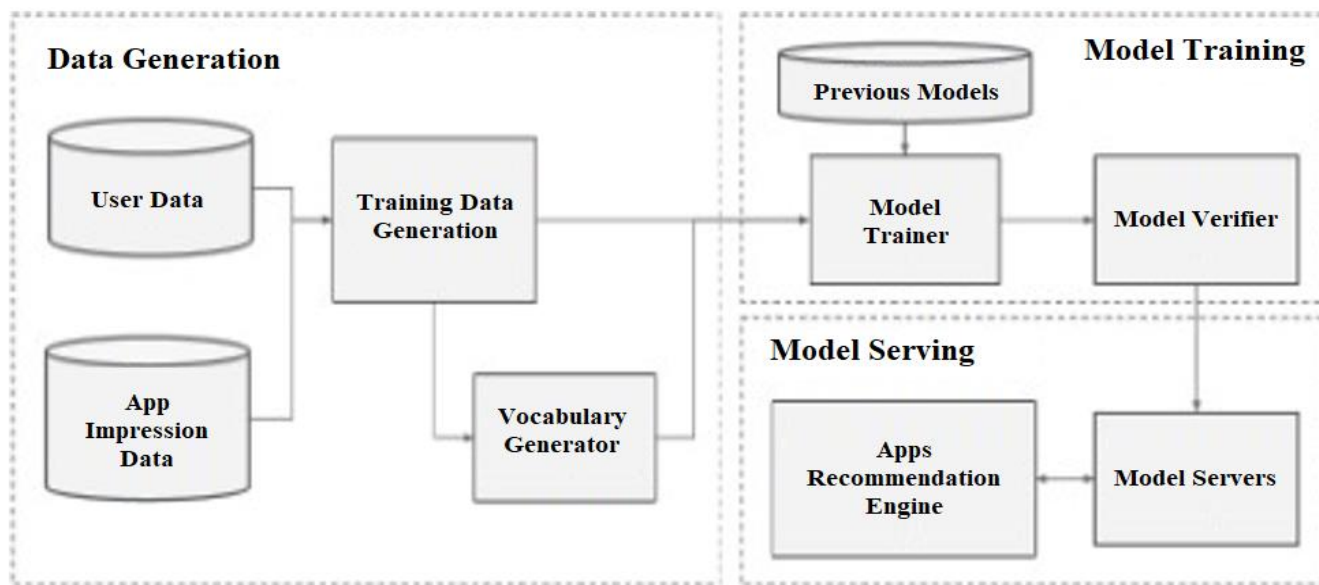 Data Generation
User Data
App
Impression
Data
Training Data
Generation
Vocabulary
Generator
Model Training
Previous Models
Model
Trainer
Model Verifier
Model Serving
Apps
Recommendation
Engine
Model Servers